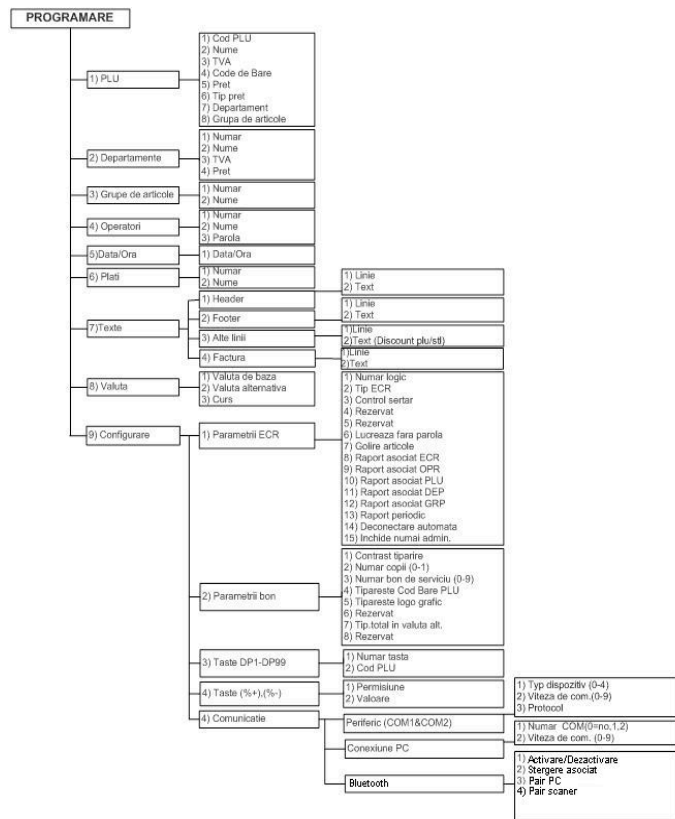 PROGRAMARE
1) PLU
1) Cod PLU
2) Nume
3) TVA
4) Code de Bare
5) Pret
6) Tip pret
7) Departament
8) Grupa de articole
2) Departamente
1) Numar
2) Nume
3) TVA
4) Pret
3) Grupe de articole
1) Numar
2) Nume
4) Operatori
1) Numar
2) Nume
3) Parola
5)Data/Ora
1) Data/Ora
6) Plati
1) Numar
2) Nume
7)Texte
1) Header
1) Linie
2) Text
2) Footer
1) Linie
2) Text
3) Alte linii
1)Linie
2)Text (Discount plu/stl)
4) Factura
1)Linie
2)Text
8) Valuta
1) Valuta de baza
2) Valuta alternativa
3) Curs
9) Configurare
1) Parametrii ECR
1) Numar logic
2) Tip ECR
3) Control sertar
4) Rezervat
5) Rezervat
6) Lucreaza fara parola
7) Golire articole
8) Raport asociat ECR
9) Raport asociat OPR
10) Raport asociat PLU
11) Raport asociat DEP
12) Raport asociat GRP
13) Raport periodic
14) Deconectare automata
15) Inchide numai admin.
2) Parametrii bon
1) Contrast tiparire
2) Numar copii (0-1)
3) Numar bon de serviciu (0-9)
4) Tipareste Cod Bare PLU
5) Tipareste logo grafic
6) Rezervat
7) Tip.total in valuta alt.
8) Rezervat
3) Taste DP1-DP99
1) Numar tasta
2) Cod PLU
4) Taste (%+),(%-)
1) Permisiune
2) Valoare
4) Comunicatie
Periferic (COM1&COM2)
1) Typ dispozitiv (0-4)
2) Viteza de com.(0-9)
3) Protocol
Conexiune PC
1) Numar COM(0=no,1,2)
2) Viteza de com. (0-9)
Bluetooth
1) Activare/Dezactivare
2) Stergere asociat
3) Pair PC
4) Pair scaner